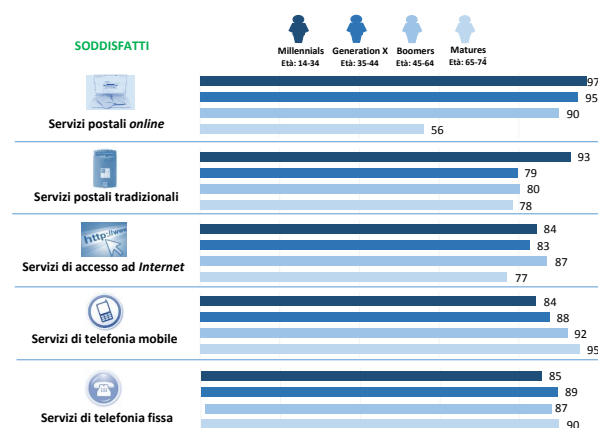 SODDISFATTI
Millennials Generation X Boomers Matures
Età: 14-34 Età: 35-44 Età: 45-64 Età: 65-74
97
95
90
56
Servizi postali online
93
79
80
78
Servizi postali tradizionali
84
83
87
77
http://www
Servizi di accesso ad Internet
84
88
92
95
Servizi di telefonia mobile
85
89
87
90
Servizi di telefonia fissa